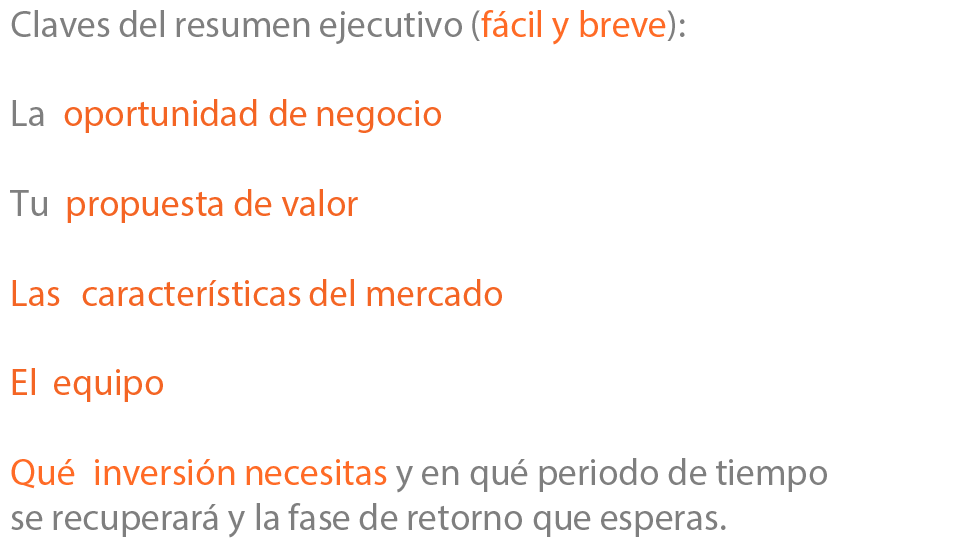 Claves del resumen ejecutivo (fácil y breve):
La oportunidad de negocio
Tu propuesta de valor
Las características del mercado
El equipo
Qué inversión necesitas y en qué periodo de tiempo
se recuperará y la fase de retorno que esperas.